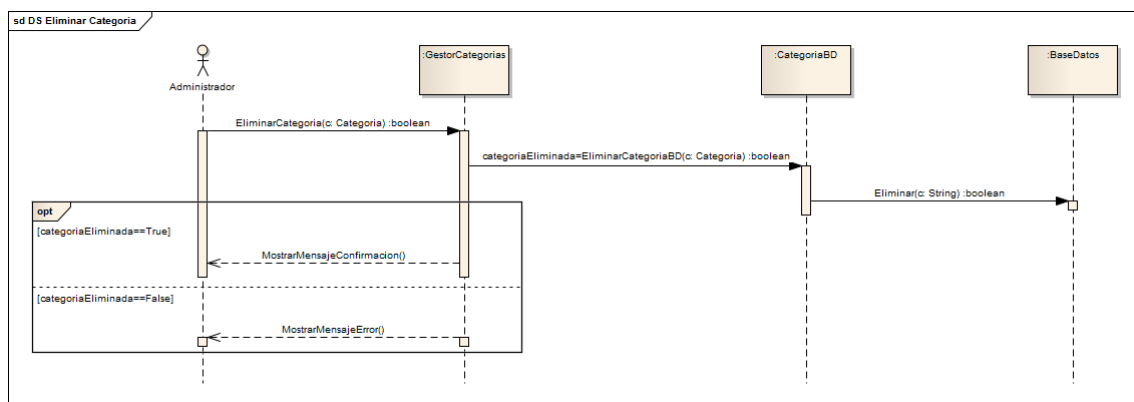 sd DS Eliminar Categoria
:GestorCategorias
:CategoriaBD
:BaseDatos
Administrador
EliminarCategoria(c: Categoria) :boolean
categoriaEliminada=EliminarCategoriaBD(c: Categoria) :boolean
Eliminar(c: String) :boolean
opt
[categoriaEliminada==True]
MostrarMensajeConfirmacion()
[categoriaEliminada==False]
MostrarMensajeError()